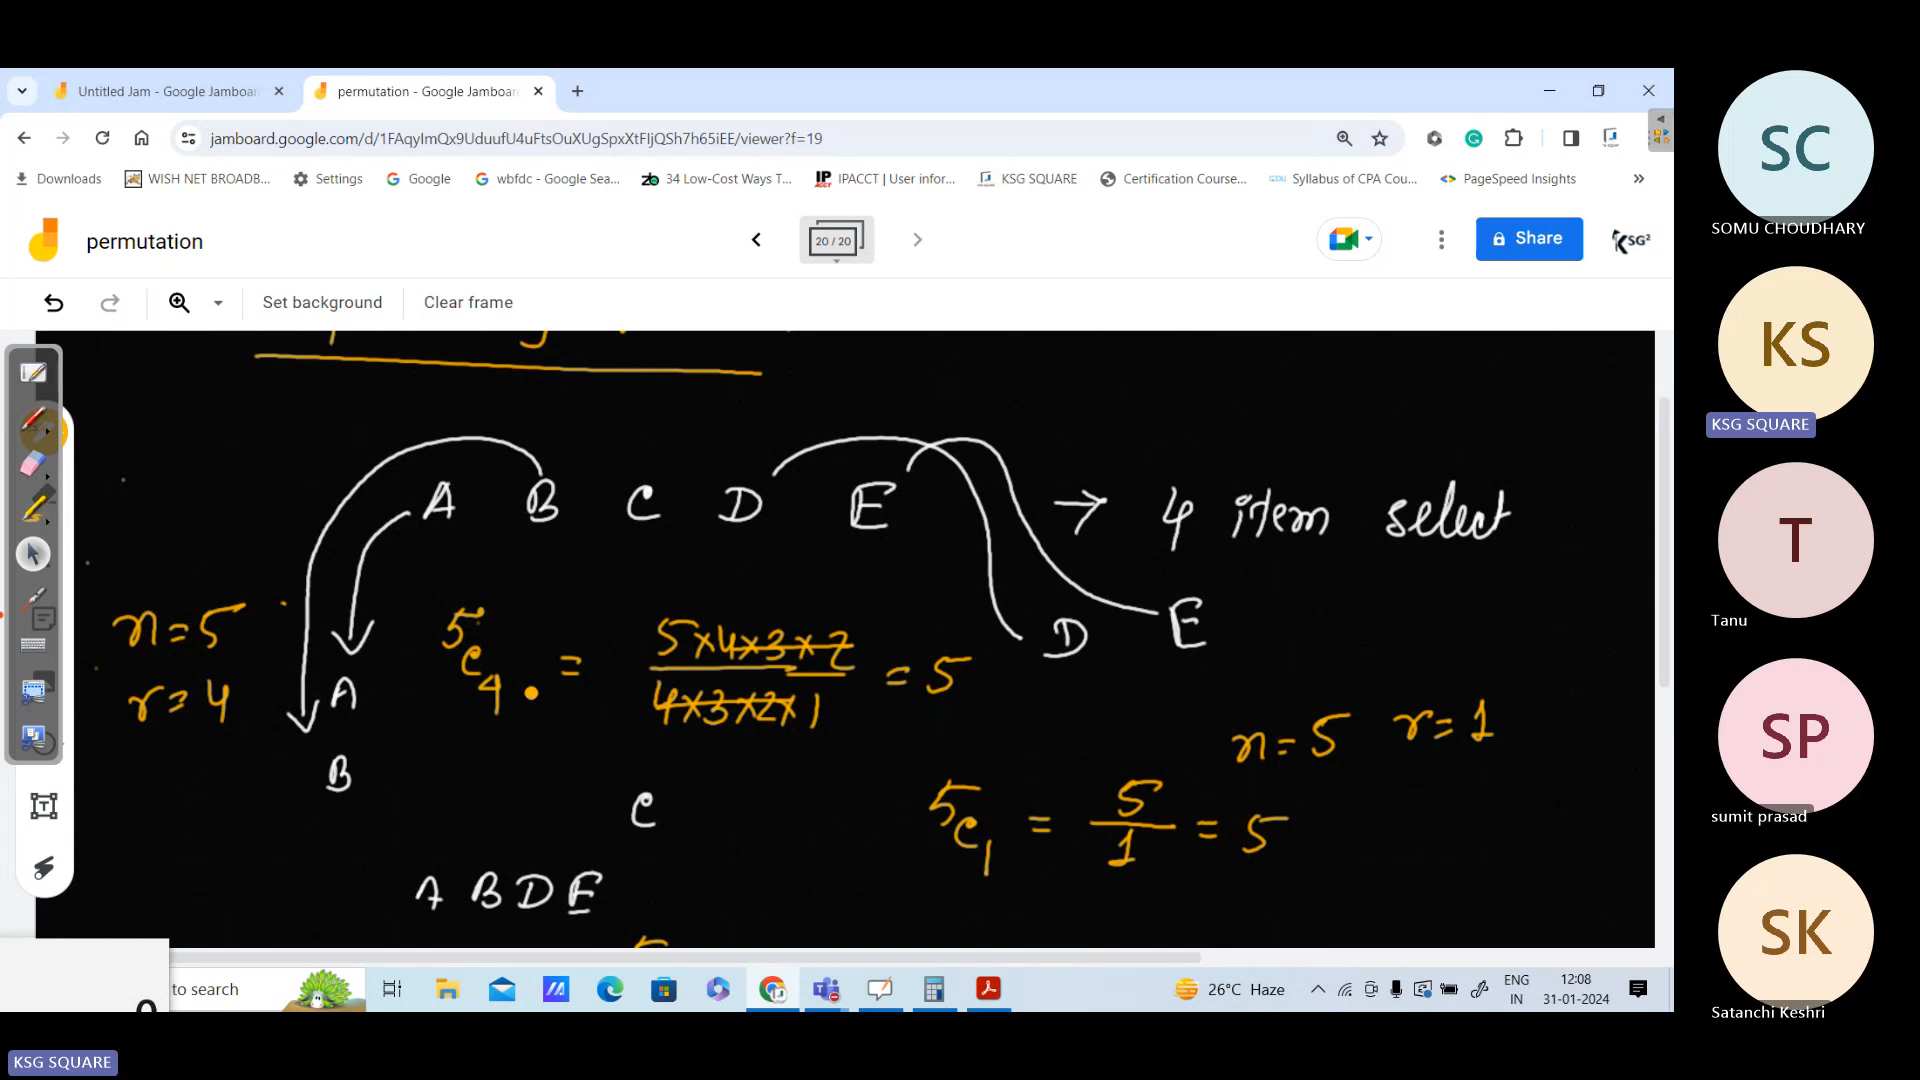 Untitled Jam - Google Jamboar
permutation - Google Jamboar
jamboard.google.com/d/1FAqyImQx9UduufU4uFtsOuXUgSpxXtFIjQSh7h65iEE/viewer?f=19
Downloads WISH NET BROADB... Settings Google wbfdc - Google Sea... 34 Low-Cost Ways T... IPACCT | User infor... KSG SQUARE Certification Course... Syllabus of CPA Cou... PageSpeed Insights
permutation
20 / 20
Share
KSG²
Set background Clear frame
A B C D E → 4 item select
n=5
r=4
5C4 = 5×4×3×2 / 4×3×2×1 = 5
D E
A
B
C
n=5 r=1
5C1 = 5/1 = 5
A B D E
5
to search
26°C Haze
ENG
IN
12:08
31-01-2024
SC
SOMU CHOUDHARY
KS
KSG SQUARE
T
Tanu
SP
sumit prasad
SK
Satanchi Keshri
KSG SQUARE